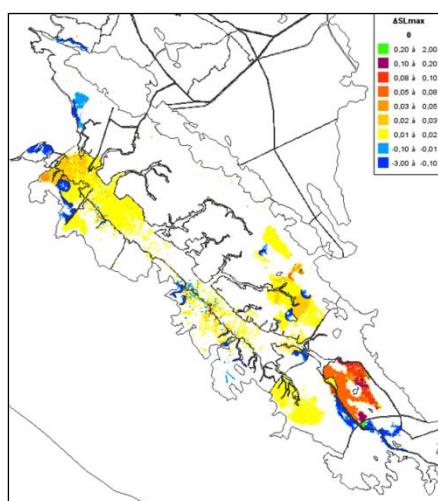 ΔSLmax
0
0,20 à 2,00
0,10 à 0,20
0,08 à 0,10
0,05 à 0,08
0,03 à 0,05
0,02 à 0,03
0,01 à 0,02
-0,10 à -0,01
-3,00 à -0,10